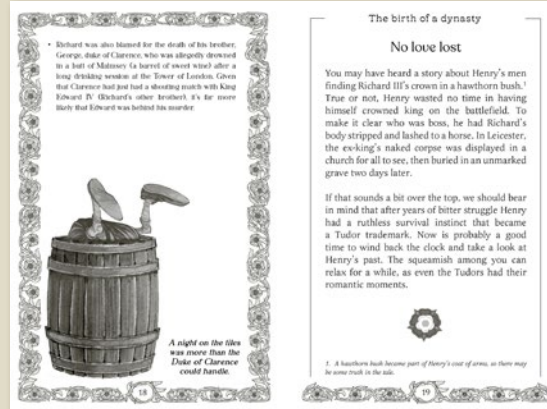 • Richard was also blamed for the death of his brother,
George, duke of Clarence, who was allegedly drowned
in a butt of Malmsey (a barrel of sweet wine) after a
long drinking session at the Tower of London. Given
that Clarence had just had a shouting match with King
Edward IV (Richard's other brother), it's far more
likely that Edward was behind his murder.
A night on the tiles
was more than the
Duke of Clarence
could handle.
18
The birth of a dynasty
No love lost
You may have heard a story about Henry's men
finding Richard III's crown in a hawthorn bush.¹
True or not, Henry wasted no time in having
himself crowned king on the battlefield. To
make it clear who was boss, he had Richard's
body stripped and lashed to a horse. In Leicester,
the ex-king's naked corpse was displayed in a
church for all to see, then buried in an unmarked
grave two days later.
If that sounds a bit over the top, we should bear
in mind that after years of bitter struggle Henry
had a ruthless survival instinct that became
a Tudor trademark. Now is probably a good
time to wind back the clock and take a look at
Henry's past. The squeamish among you can
relax for a while, as even the Tudors had their
romantic moments.
1. A hawthorn bush became part of Henry's coat of arms, so there may
be some truth in the tale.
19